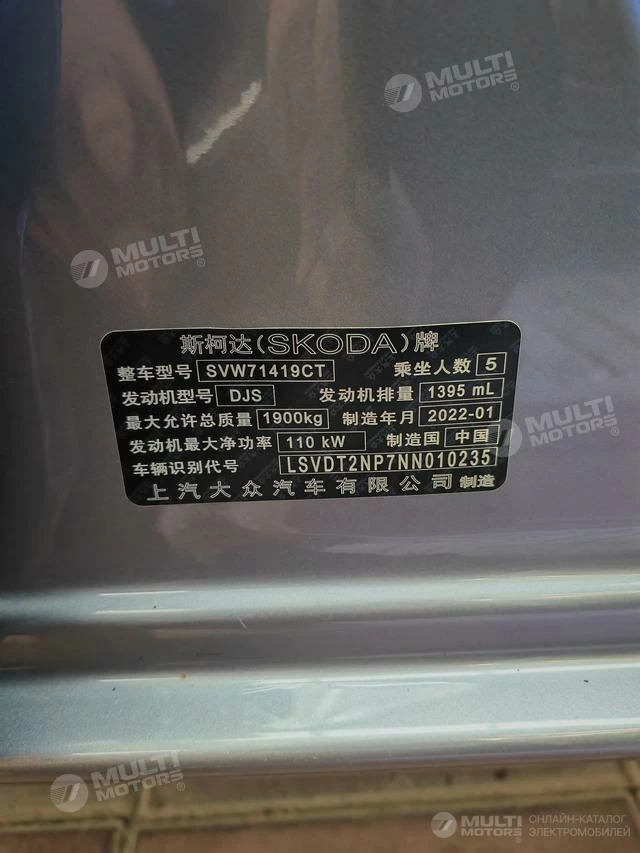 MULTI
MOTORS®
MULTI
MOTORS®
斯柯达(SKODA)牌
整车型号 SVW71419CT 乘坐人数 5
发动机型号 DJS 发动机排量 1395 mL
最大允许总质量 1900kg 制造年月 2022-01
发动机最大净功率 110 kW 制造国 中国
车辆识别代号 LSVDT2NP7NN010235
上汽大众汽车有限公司 制造
MULTI
MOTORS®
MULTI
MOTORS®
ОНЛАЙН-КАТАЛОГ
ЭЛЕКТРОМОБИЛЕЙ